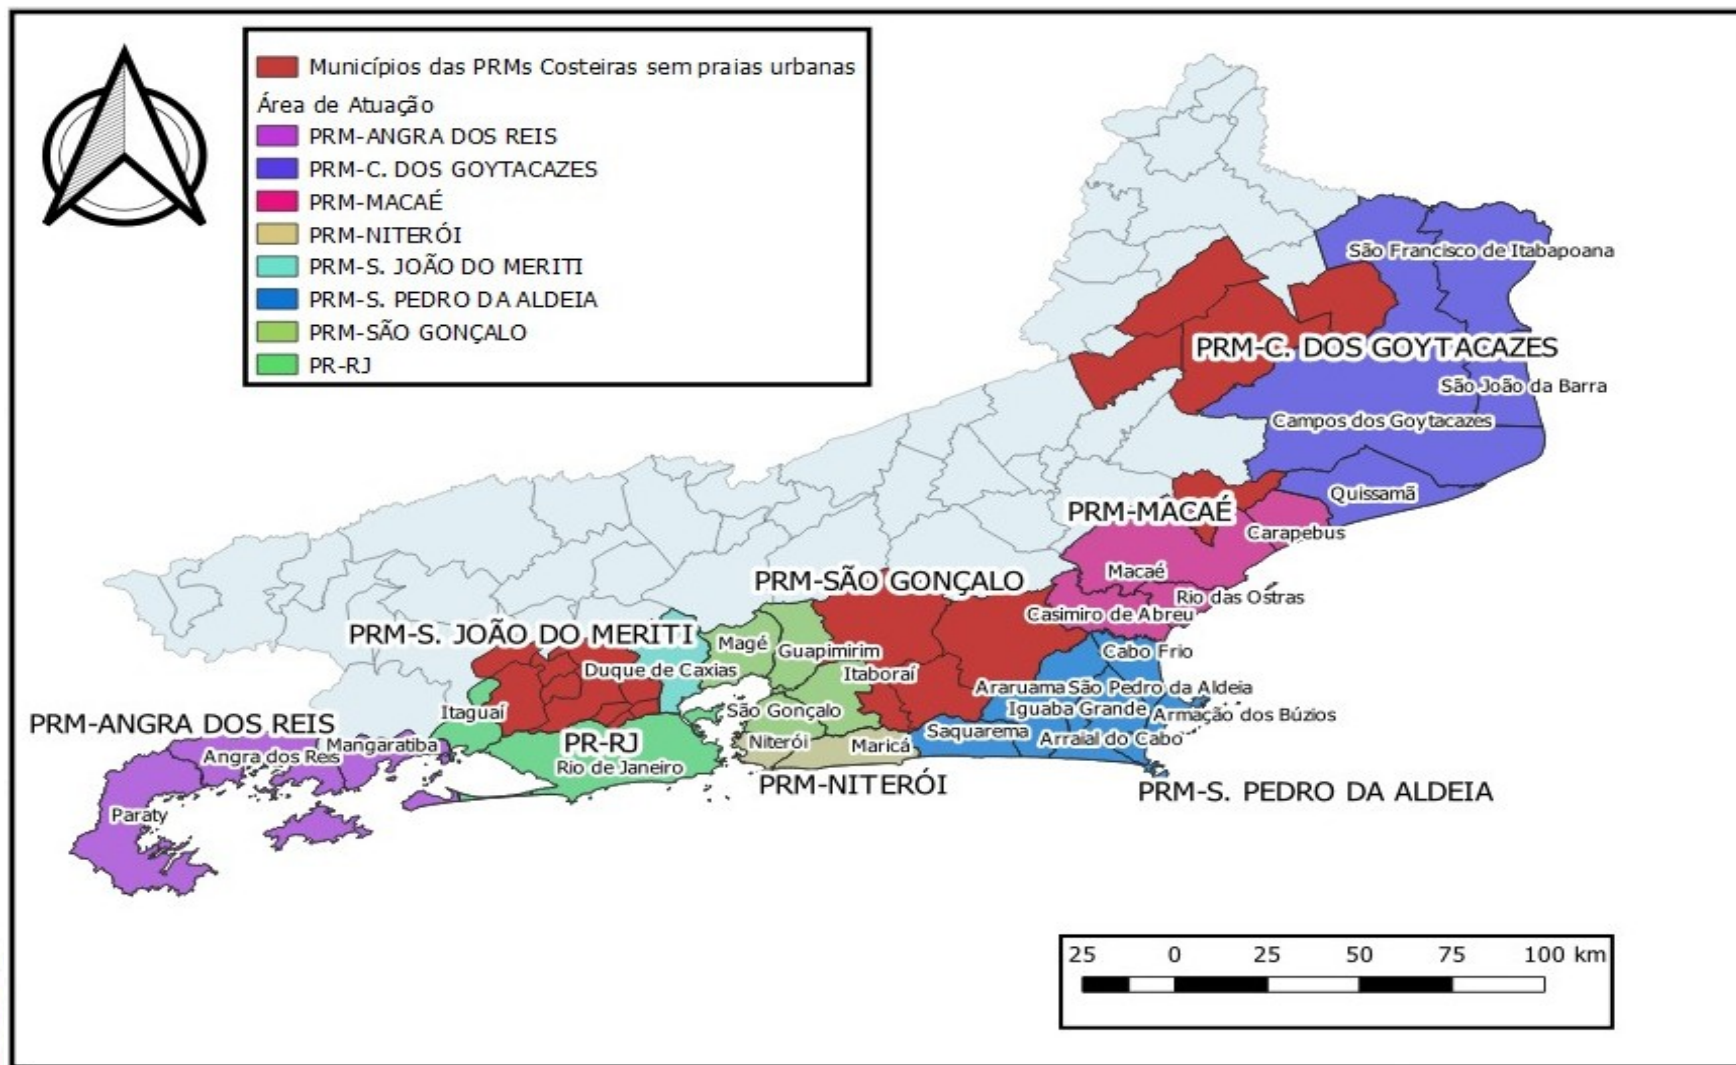 Municípios das PRMs Costeiras sem praias urbanas
Área de Atuação
PRM-ANGRA DOS REIS
PRM-C. DOS GOYTACAZES
PRM-MACAÉ
PRM-NITERÓI
PRM-S. JOÃO DO MERITI
PRM-S. PEDRO DA ALDEIA
PRM-SÃO GONÇALO
PR-RJ
São Francisco de Itabapoana
PRM-C. DOS GOYTACAZES
São João da Barra
Campos dos Goytacazes
Quissamã
PRM-MACAÉ
Carapebus
Macaé
Rio das Ostras
Casimiro de Abreu
PRM-SÃO GONÇALO
PRM-S. JOÃO DO MERITI
Magé
Guapimirim
Cabo Frio
Duque de Caxias
Itaboraí
Araruama
São Pedro da Aldeia
Itaguaí
São Gonçalo
Iguaba Grande
Armação dos Búzios
PRM-ANGRA DOS REIS
Mangaratiba
Angra dos Reis
PR-RJ
Rio de Janeiro
Niterói
Maricá
Saquarema
Arraial do Cabo
PRM-NITERÓI
PRM-S. PEDRO DA ALDEIA
Paraty
25 0 25 50 75 100 km